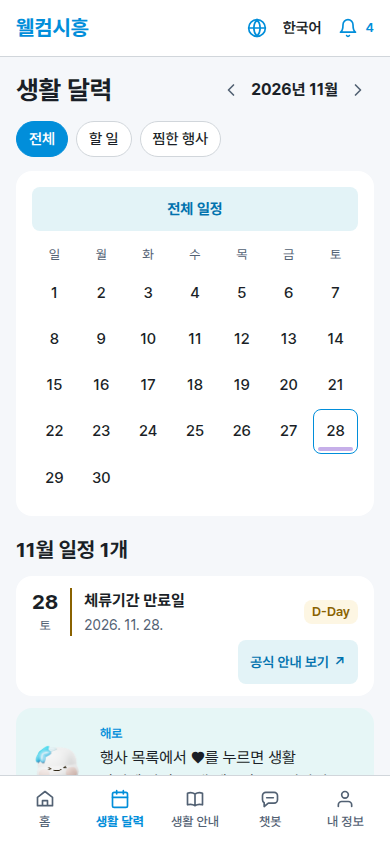 웰컴시흥
한국어 4
생활 달력
2026년 11월
전체 할 일 찜한 행사
전체 일정
일 월 화 수 목 금 토
1 2 3 4 5 6 7
8 9 10 11 12 13 14
15 16 17 18 19 20 21
22 23 24 25 26 27 28
29 30
11월 일정 1개
28 체류기간 만료일
토 2026. 11. 28.
D-Day
공식 안내 보기 ↗
해로
행사 목록에서 ♥를 누르면 생활
홈 생활 달력 생활 안내 챗봇 내 정보